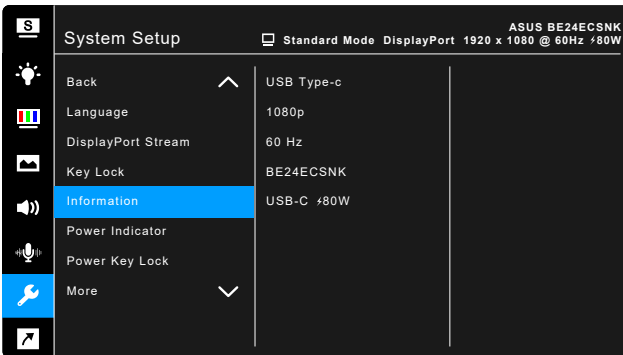 S
System Setup
ASUS BE24ECSNK
Standard Mode DisplayPort 1920 x 1080 @ 60Hz ⚡80W
Back
Language
DisplayPort Stream
Key Lock
Information
Power Indicator
Power Key Lock
More
USB Type-c
1080p
60 Hz
BE24ECSNK
USB-C ⚡80W